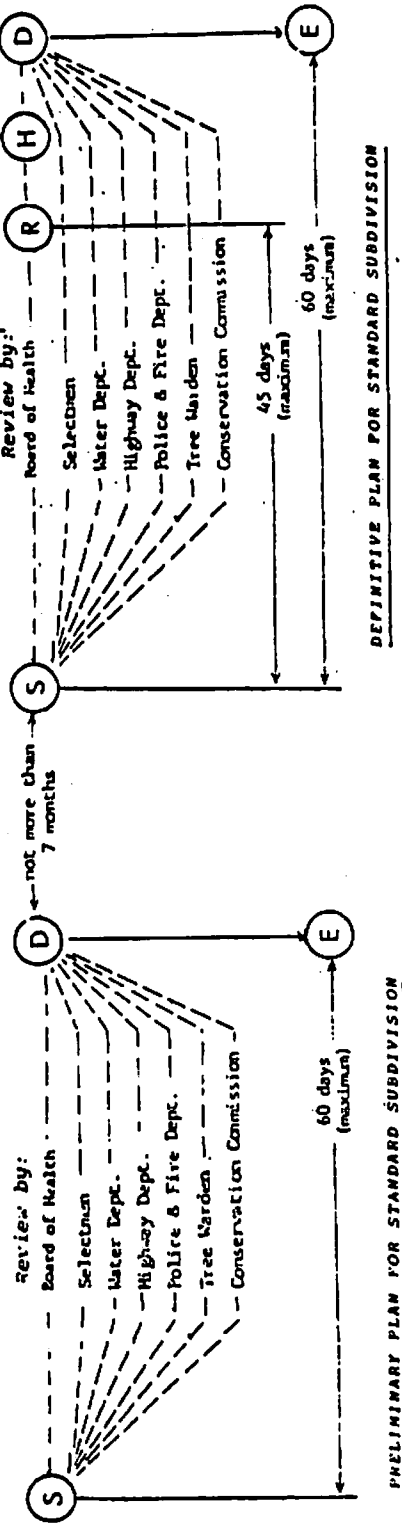 Review by:
Board of Health
Selectmen
Water Dept.
Highway Dept.
Police & Fire Dept.
Tree Warden
Conservation Commission
S
D
E
60 days
(maximum)
PRELIMINARY PLAN FOR STANDARD SUBDIVISION
not more than
7 months
Review by:
Board of Health
Selectmen
Water Dept.
Highway Dept.
Police & Fire Dept.
Tree Warden
Conservation Commission
S
R
H
D
E
45 days
(maximum)
60 days
(maximum)
DEFINITIVE PLAN FOR STANDARD SUBDIVISION